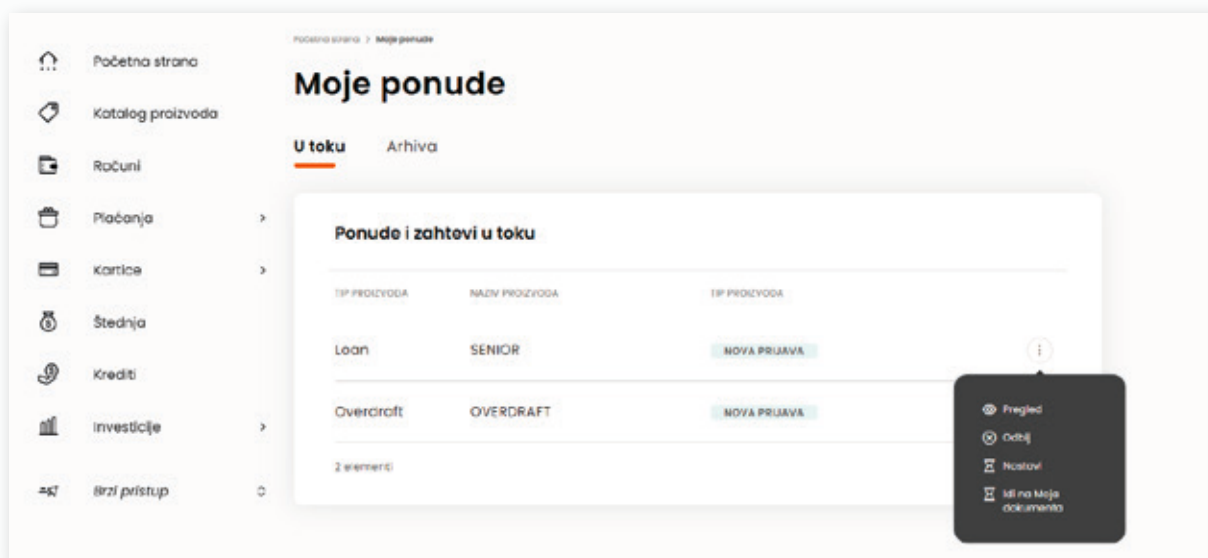 Početna strana > Moje ponude
Moje ponude
U toku Arhiva
Početna strana
Katalog proizvoda
Računi
Plaćanja
Kartice
Štednja
Krediti
Investicije
Brzi pristup
Ponude i zahtevi u toku
TIP PROIZVODA NAZIV PROIZVODA TIP PROIZVODA
Loan SENIOR NOVA PRIJAVA
Overdraft OVERDRAFT NOVA PRIJAVA
2 elementi
Pregled
Odbij
Nastavi
Idi na Moja
dokumenta